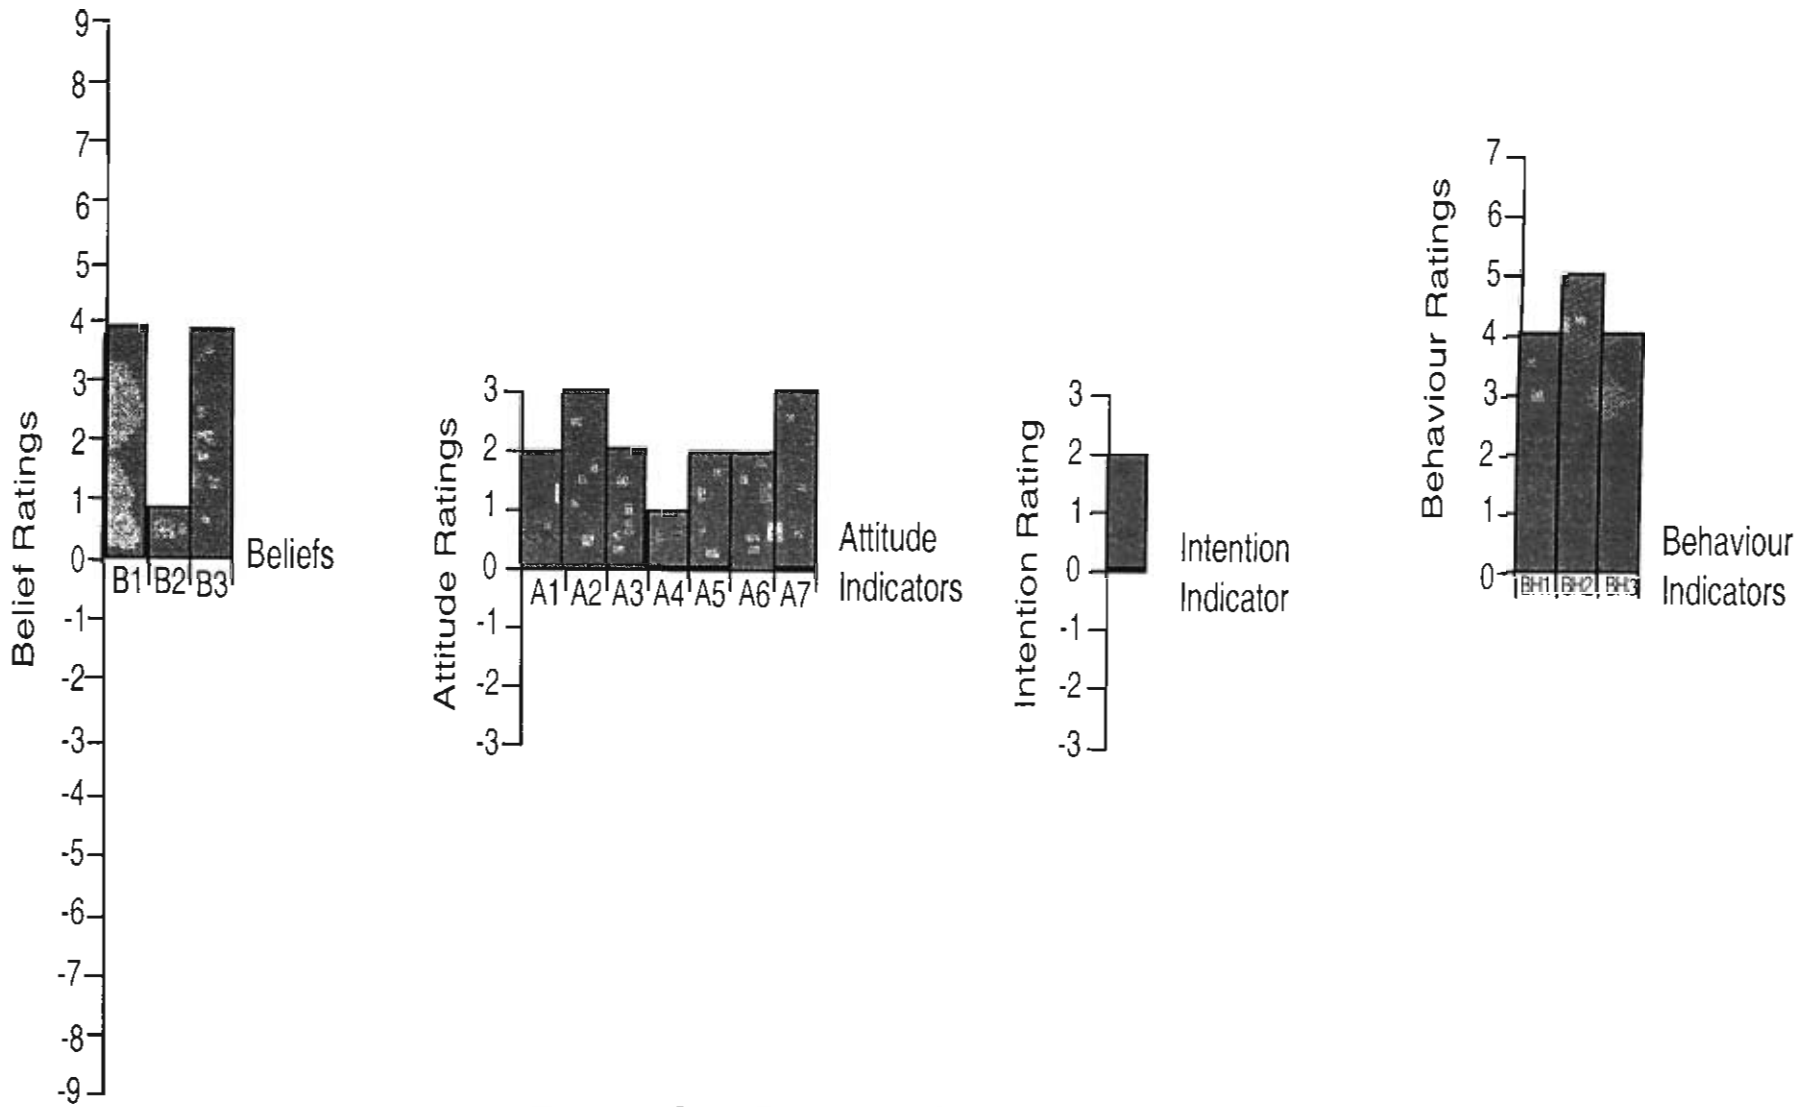 Belief Ratings
9
8
7
6
5
4
3
2
1
0
-1
-2
-3
-4
-5
-6
-7
-8
-9
B1 B2 B3
Beliefs
Attitude Ratings
3
2
1
0
-1
-2
-3
A1 A2 A3 A4 A5 A6 A7
Attitude
Indicators
Intention Rating
3
2
1
0
-1
-2
-3
Intention
Indicator
Behaviour Ratings
7
6
5
4
3
2
1
0
BH1 BH2 BH3
Behaviour
Indicators